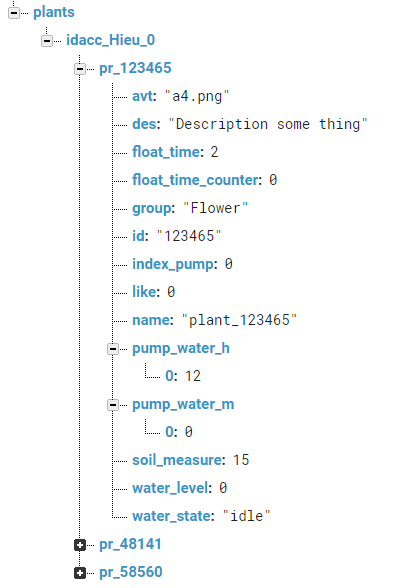 plants
idacc_Hieu_0
pr_123465
avt: "a4.png"
des: "Description some thing"
float_time: 2
float_time_counter: 0
group: "Flower"
id: "123465"
index_pump: 0
like: 0
name: "plant_123465"
pump_water_h
0: 12
pump_water_m
0: 0
soil_measure: 15
water_level: 0
water_state: "idle"
pr_48141
pr_58560